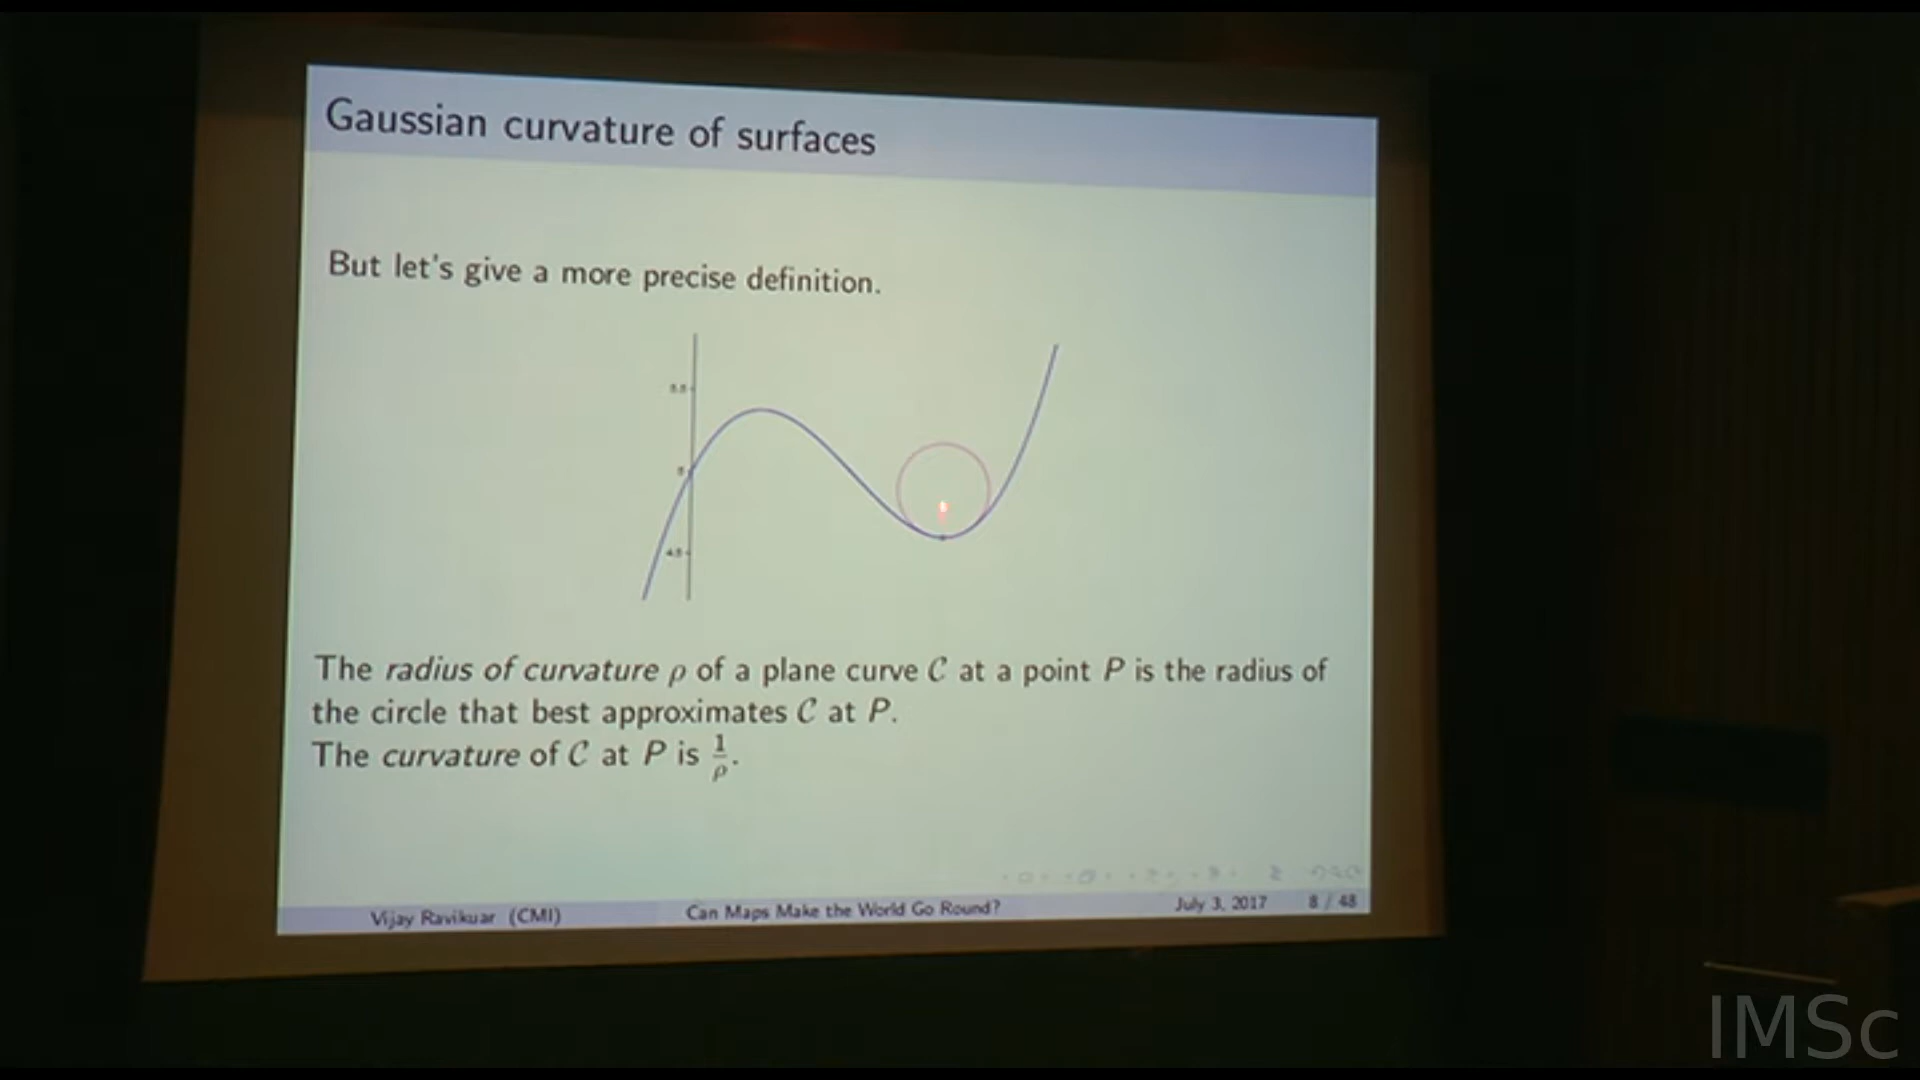 Gaussian curvature of surfaces
But let's give a more precise definition.
The radius of curvature ρ of a plane curve C at a point P is the radius of
the circle that best approximates C at P.
The curvature of C at P is 1/ρ.
Vijay Ravikuar (CMI) Can Maps Make the World Go Round? July 3, 2017 8 / 48
IMSc